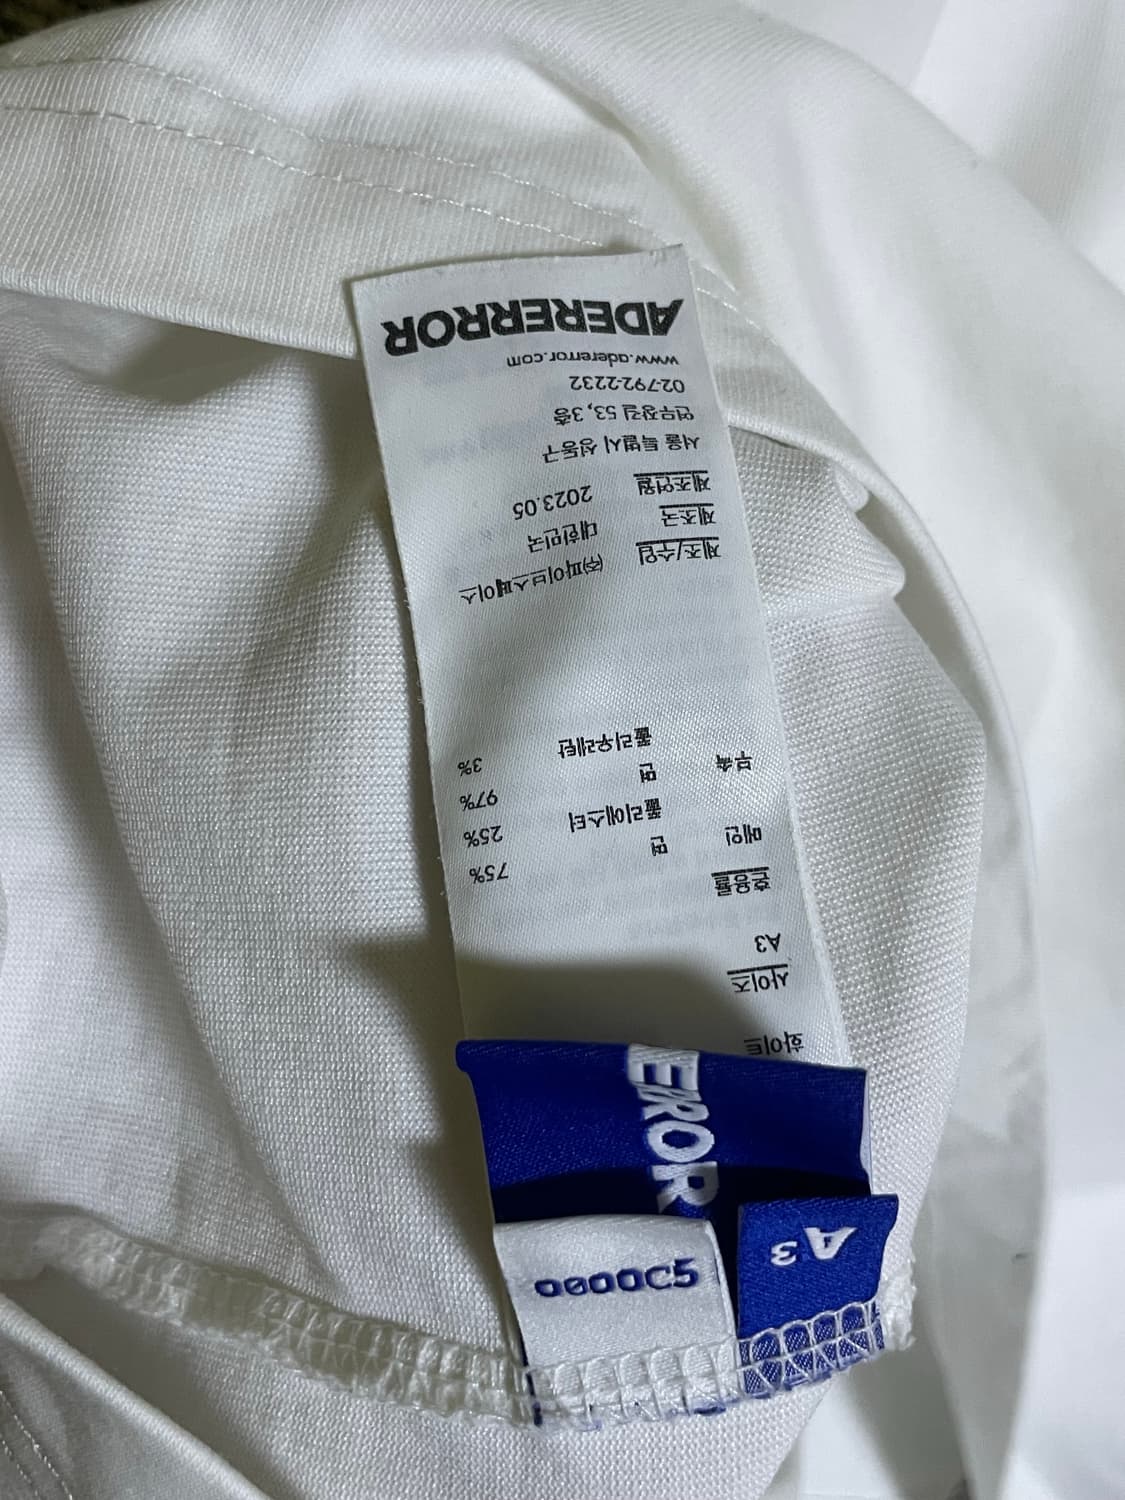 A3
0000C5
EROR
화이트
사이즈
A3
혼용률
메인 면 75%
폴리에스터 25%
부속 면 97%
폴리우레탄 3%
제조/수입 ㈜파이브스페이스
제조국 대한민국
제조연월 2023.05
서울 특별시 성동구
연무장길 53, 3층
02-792-2232
www.adererror.com
ADERERROR